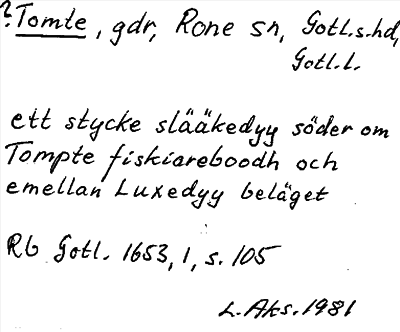 ? Tomte, gdr, Rone sn, Gotl.s.hd,
Gotl.l.
ett stycke slååkedyy söder om
Tompte fiskiareboodh och
emellan Luxedyy beläget
Rb Gotl. 1653, 1, s. 105
L.Aks. 1981